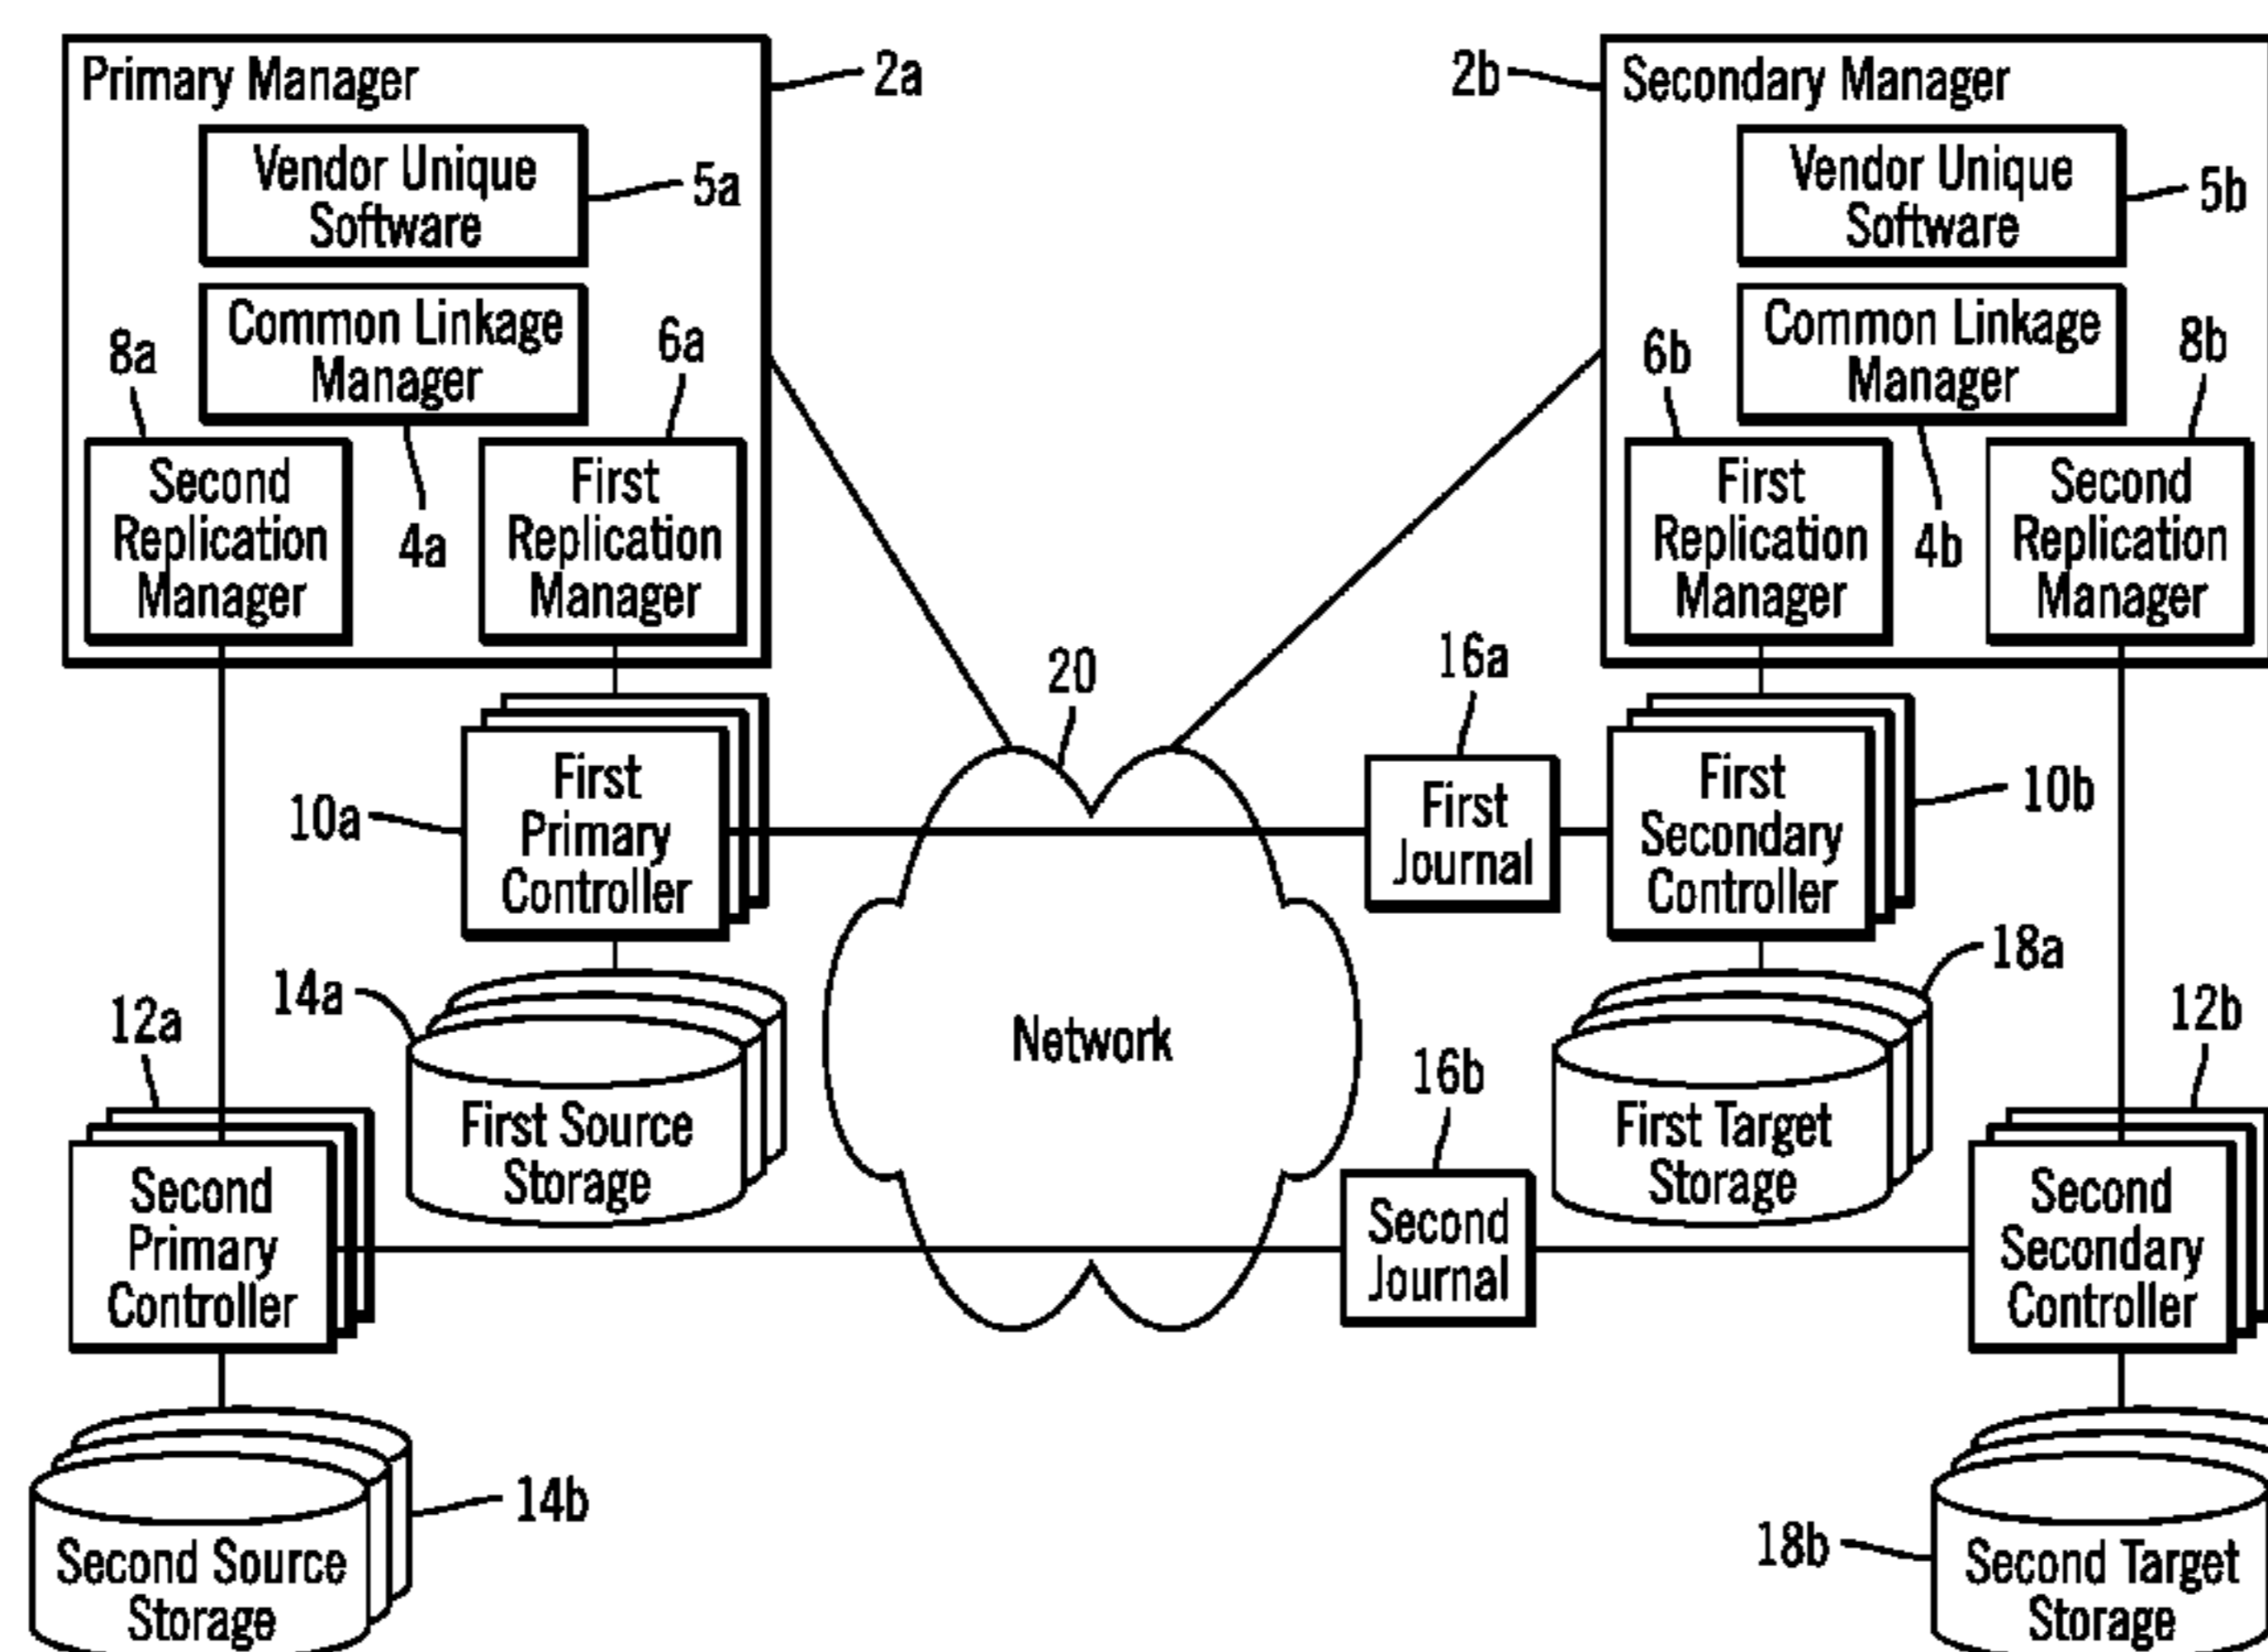 Primary Manager
2a
Vendor Unique
Software
5a
Common Linkage
Manager
8a
6a
Second
Replication
Manager
4a
First
Replication
Manager
2b
Secondary Manager
Vendor Unique
Software
5b
Common Linkage
Manager
6b
8b
First
Replication
Manager
4b
Second
Replication
Manager
20
16a
10a
First
Primary
Controller
First
Journal
First
Secondary
Controller
10b
14a
First Source
Storage
Network
18a
First Target
Storage
12a
Second
Primary
Controller
16b
Second
Journal
12b
Second
Secondary
Controller
14b
Second Source
Storage
18b
Second Target
Storage